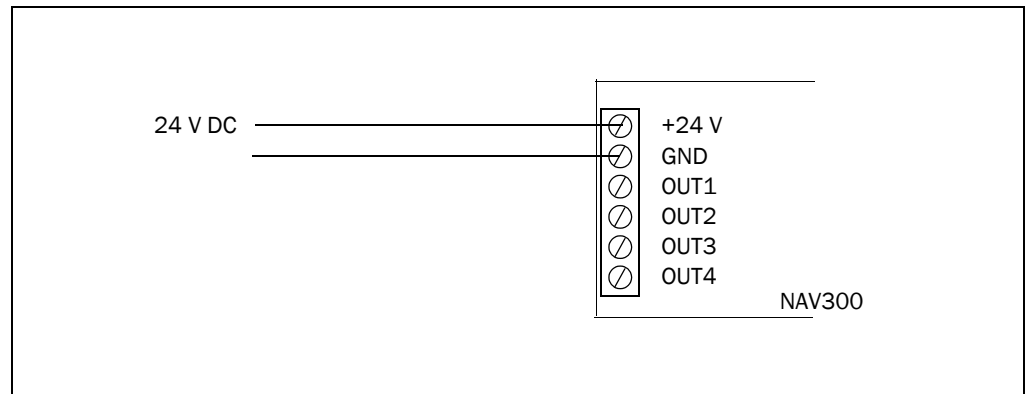 24 V DC
+24 V
GND
OUT1
OUT2
OUT3
OUT4
NAV300